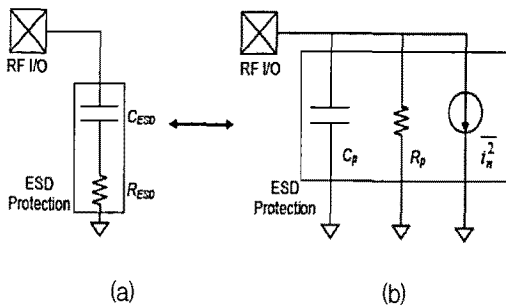 RF I/O
C_ESD
R_ESD
ESD
Protection
(a)
RF I/O
C_p
R_p
i_n^2
ESD
Protection
(b)